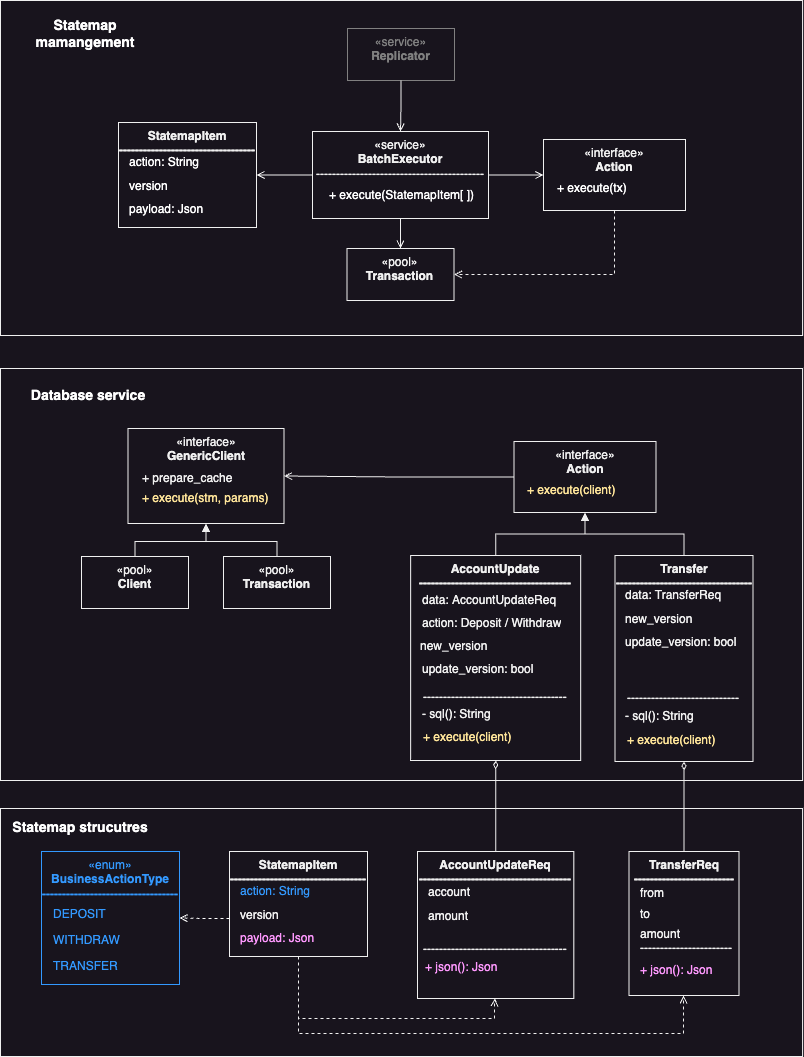 Statemap
mamangement
«service»
Replicator
StatemapItem
action: String
version
payload: Json
«service»
BatchExecutor
+ execute(StatemapItem[ ])
«interface»
Action
+ execute(tx)
«pool»
Transaction
Database service
«interface»
GenericClient
+ prepare_cache
+ execute(stm, params)
«interface»
Action
+ execute(client)
«pool»
Client
«pool»
Transaction
AccountUpdate
data: AccountUpdateReq
action: Deposit / Withdraw
new_version
update_version: bool
- sql(): String
+ execute(client)
Transfer
data: TransferReq
new_version
update_version: bool
- sql(): String
+ execute(client)
Statemap strucutres
«enum»
BusinessActionType
DEPOSIT
WITHDRAW
TRANSFER
StatemapItem
action: String
version
payload: Json
AccountUpdateReq
account
amount
+ json(): Json
TransferReq
from
to
amount
+ json(): Json